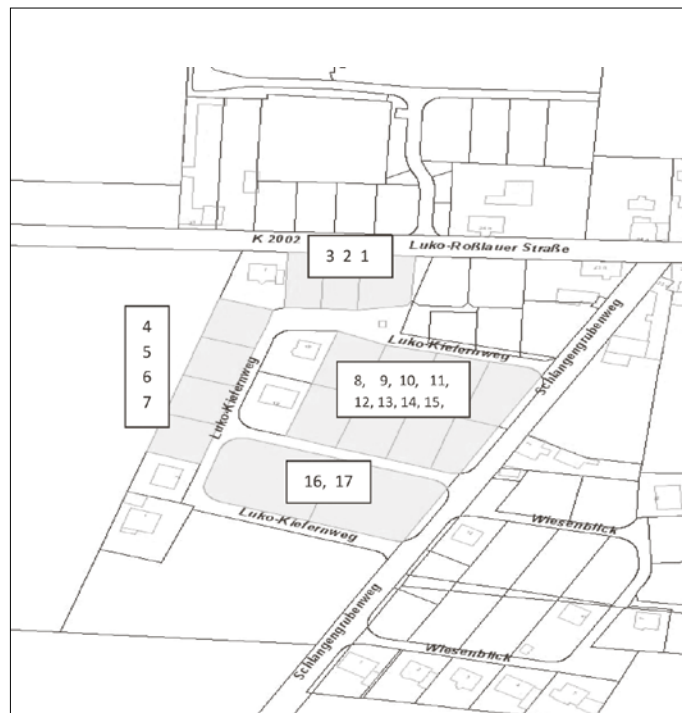 K 2002
Luko-Roßlauer Straße
3 2 1
4
5
6
7
Luko-Kiefernweg
Luko-Kiefernweg
Schlangengrubenweg
8, 9, 10, 11,
12, 13, 14, 15,
16, 17
Luko-Kiefernweg
Wiesenblick
Schlangengrubenweg
Wiesenblick